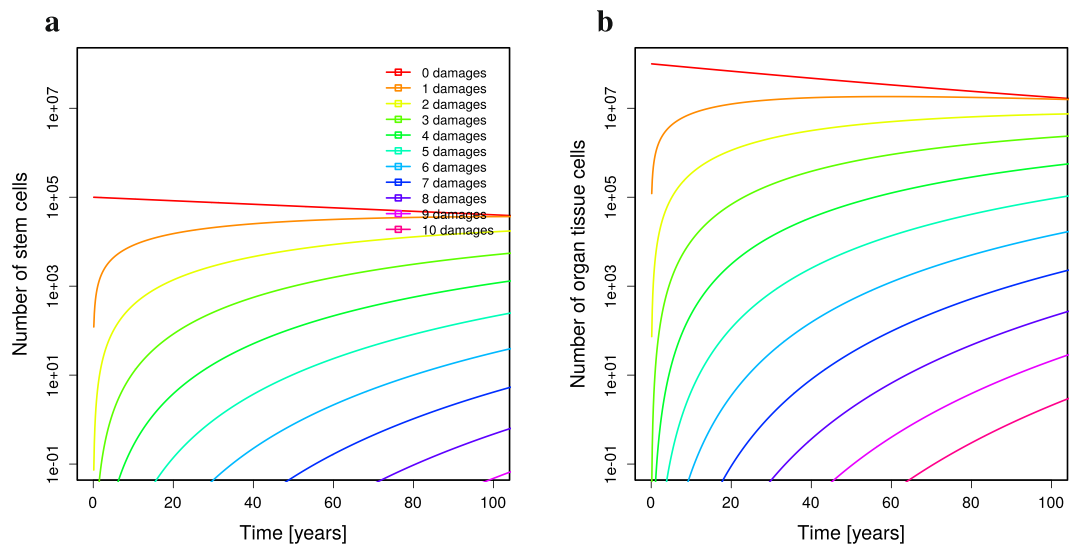 a
Number of stem cells
1e+07
1e+05
1e+03
1e+01
1e-01
0 damages
1 damages
2 damages
3 damages
4 damages
5 damages
6 damages
7 damages
8 damages
9 damages
10 damages
0 20 40 60 80 100
Time [years]
b
Number of organ tissue cells
1e+07
1e+05
1e+03
1e+01
1e-01
0 20 40 60 80 100
Time [years]